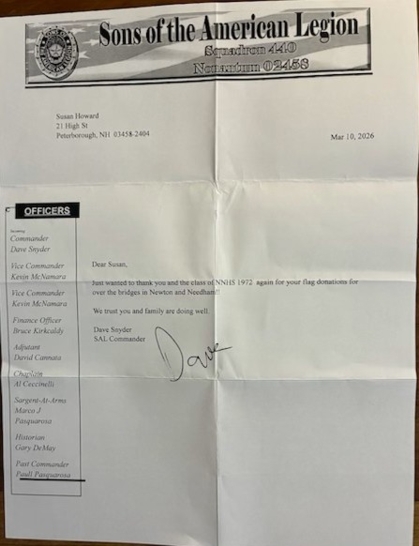 Sons of the American Legion
Squadron 440
Nonantum 02458
Susan Howard
21 High St
Peterborough, NH 03458-2404
Mar 10, 2026
OFFICERS
Commander
Dave Snyder
Vice Commander
Kevin McNamara
Vice Commander
Kevin McNamara
Finance Officer
Bruce Kirkcaldy
Adjutant
David Cannata
Chaplain
Al Ceccinelli
Sargent-At-Arms
Marco J
Pasquarosa
Historian
Gary DeMay
Past Commander
Pauli Pasquarosa
Dear Susan,
Just wanted to thank you and the class of NNHS 1972 again for your flag donations for
over the bridges in Newton and Needham!
We trust you and family are doing well.
Dave Snyder
SAL Commander
Dave